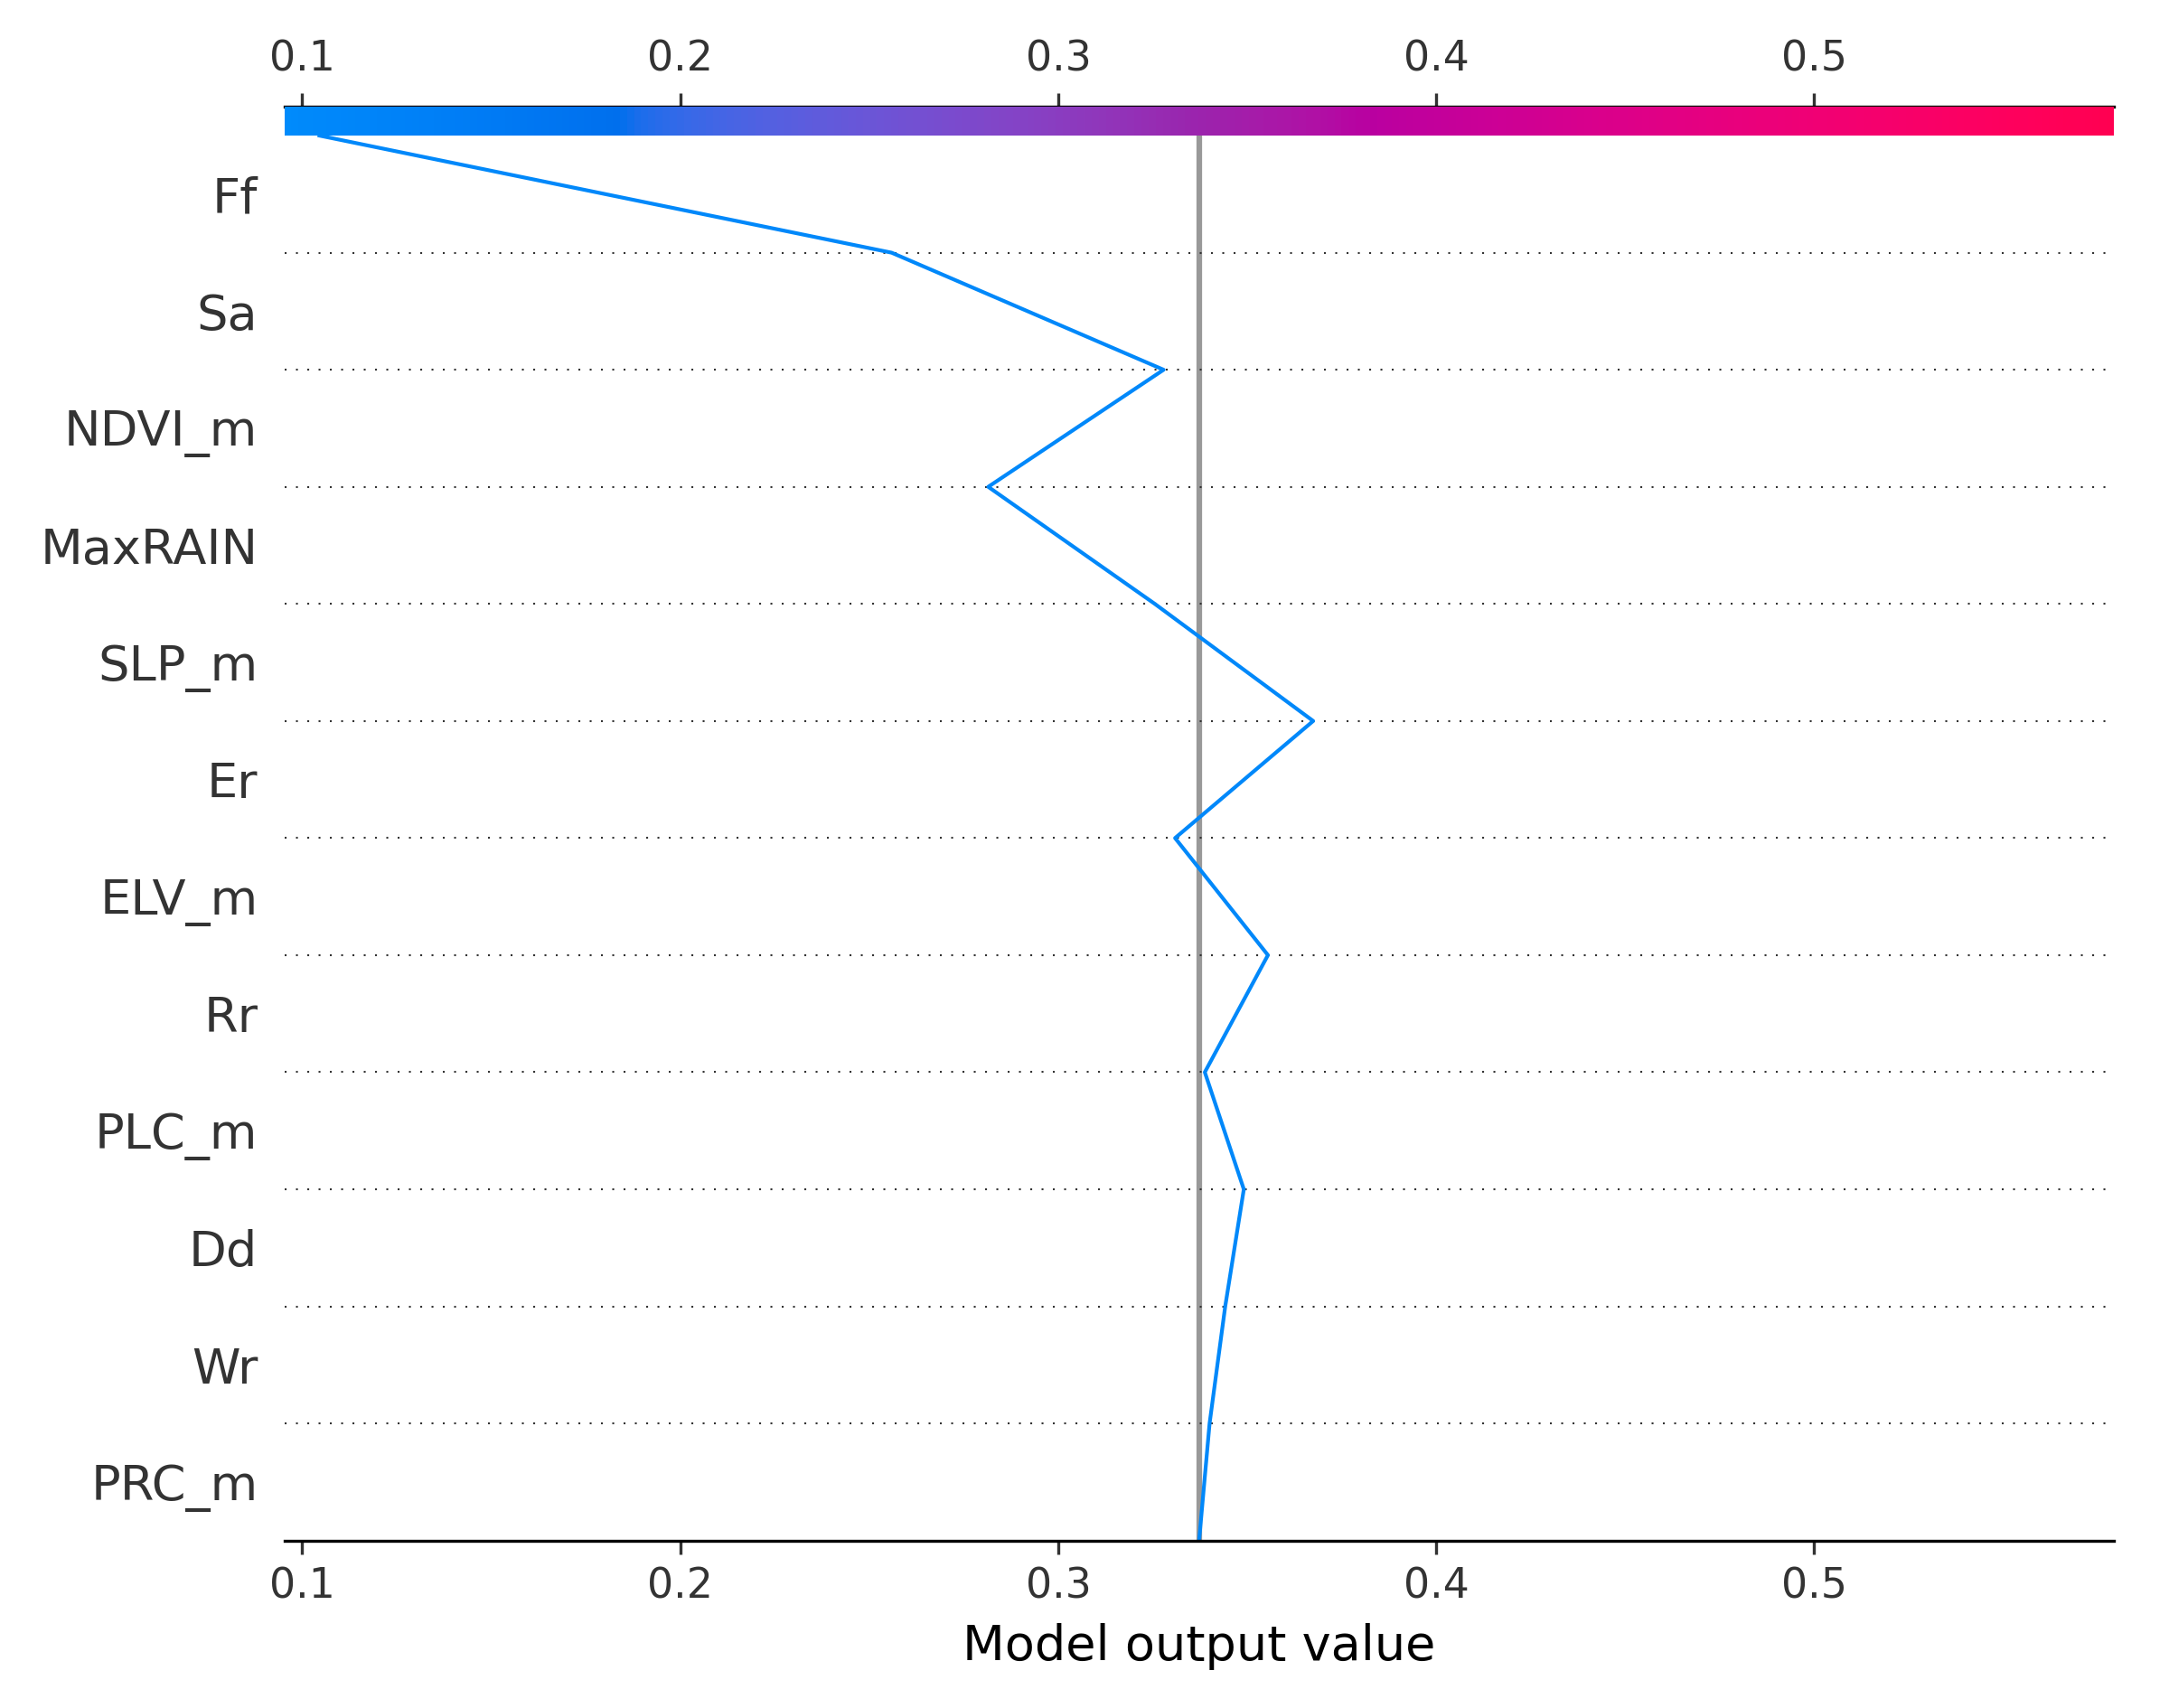 0.1 0.2 0.3 0.4 0.5
Ff
Sa
NDVI_m
MaxRAIN
SLP_m
Er
ELV_m
Rr
PLC_m
Dd
Wr
PRC_m
0.1 0.2 0.3 0.4 0.5
Model output value